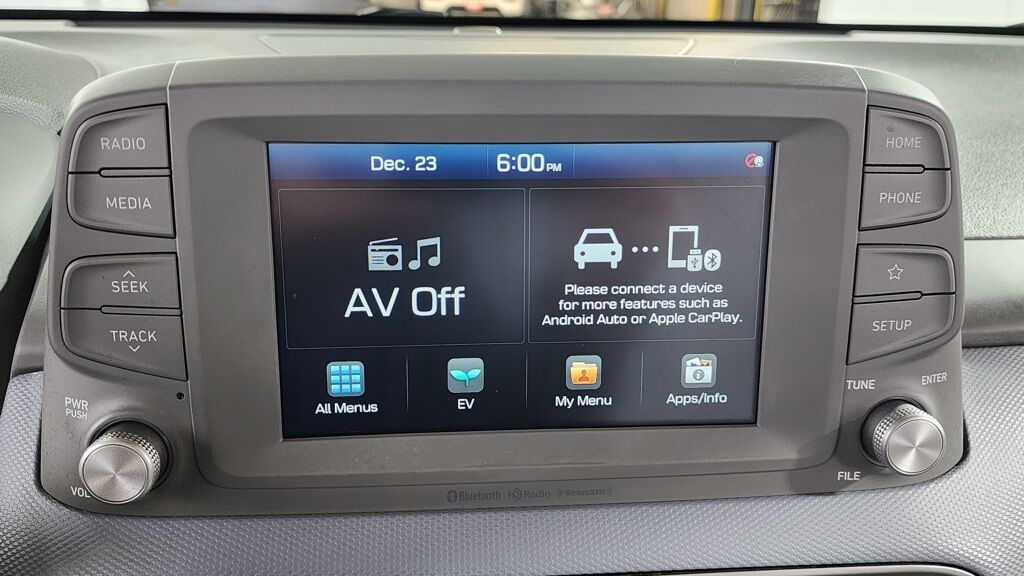 RADIO
MEDIA
SEEK
TRACK
PWR
PUSH
VOL
Dec. 23
6:00 PM
AV Off
Please connect a device
for more features such as
Android Auto or Apple CarPlay.
All Menus
EV
My Menu
Apps/Info
HOME
PHONE
SETUP
TUNE
ENTER
FILE
Bluetooth HD Radio SiriusXM